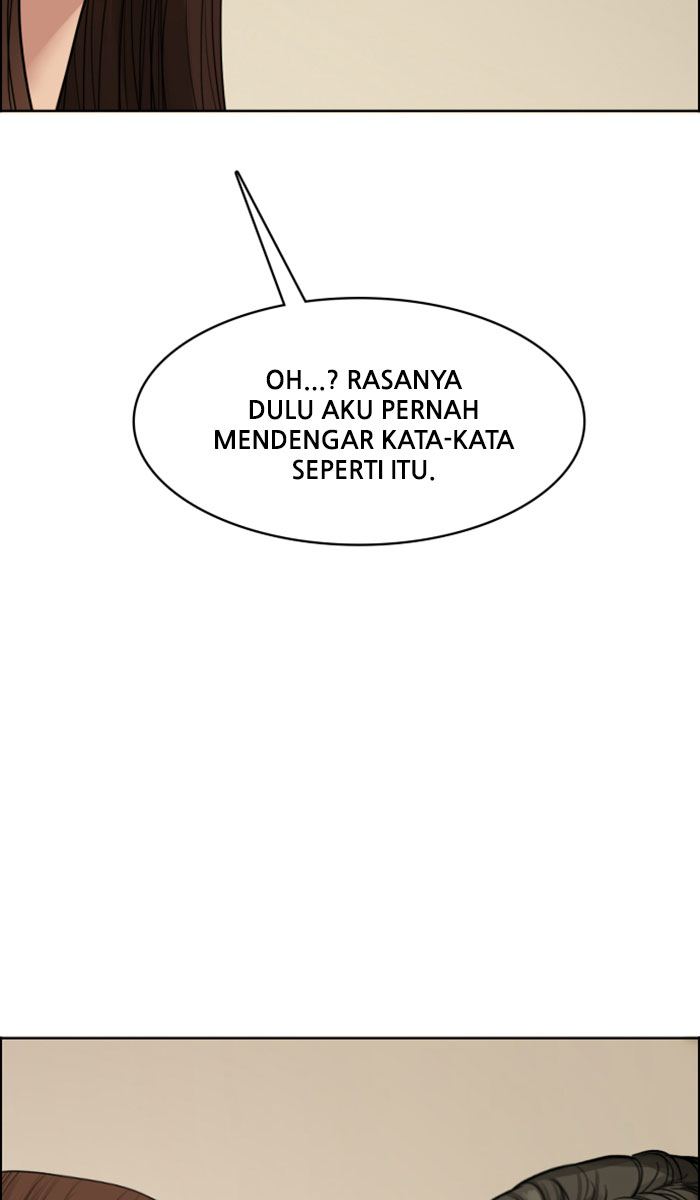 OH...? RASANYA
DULU AKU PERNAH
MENDENGAR KATA-KATA
SEPERTI ITU.